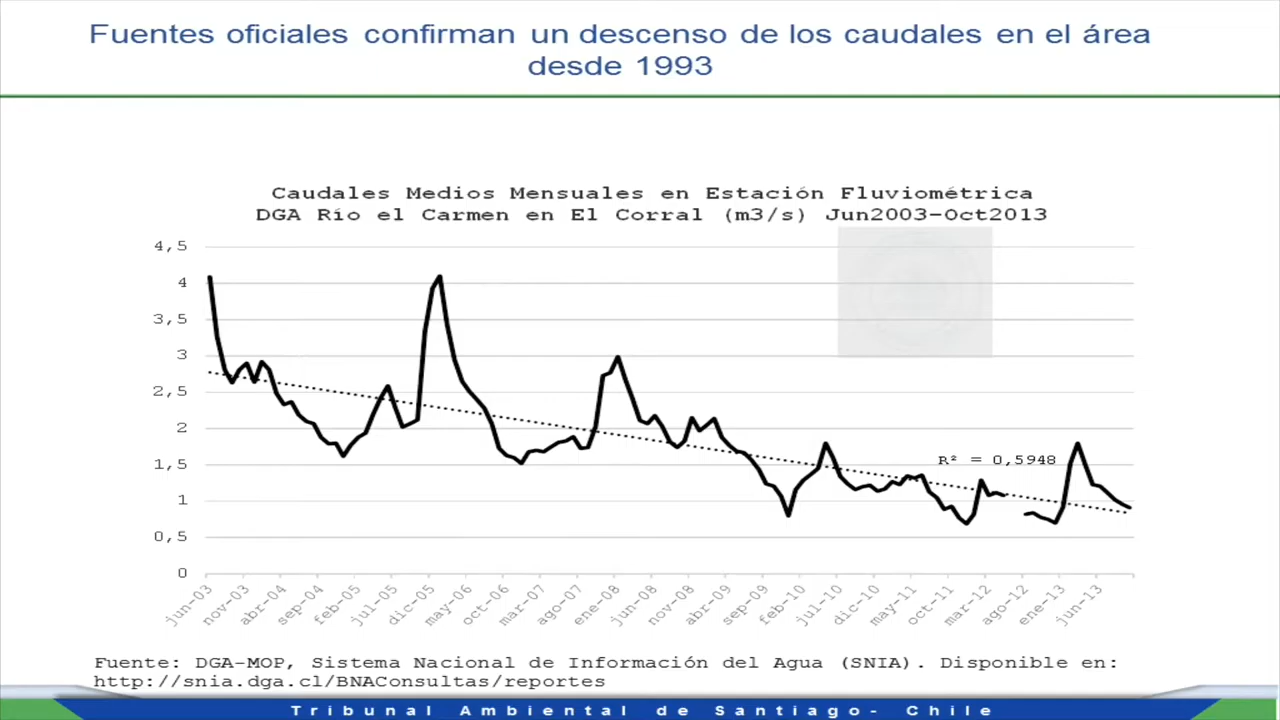 Fuentes oficiales confirman un descenso de los caudales en el área
desde 1993
Caudales Medios Mensuales en Estación Fluviométrica
DGA Río el Carmen en El Corral (m3/s) Jun2003-Oct2013
4,5
4
3,5
3
2,5
2
1,5
1
0,5
0
R² = 0,5948
jun-03
nov-03
abr-04
sep-04
feb-05
jul-05
dic-05
may-06
oct-06
mar-07
ago-07
ene-08
jun-08
nov-08
abr-09
sep-09
feb-10
jul-10
dic-10
may-11
oct-11
mar-12
ago-12
ene-13
jun-13
Fuente: DGA-MOP, Sistema Nacional de Información del Agua (SNIA). Disponible en:
http://snia.dga.cl/BNAConsultas/reportes
Tribunal Ambiental de Santiago- Chile